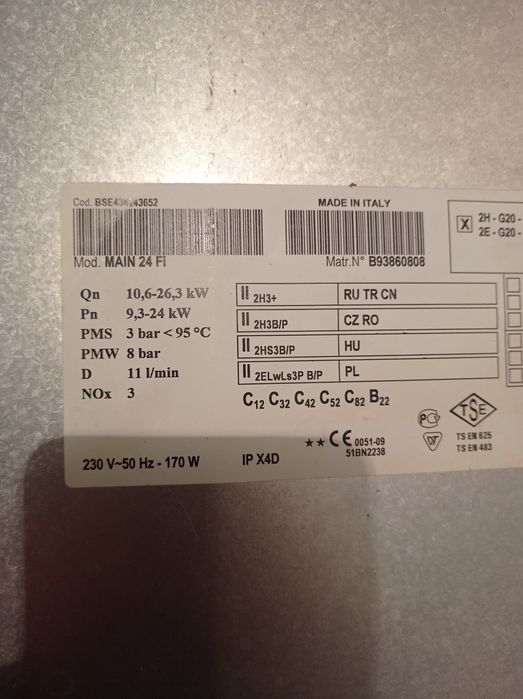 Cod. BSE43
43652
MADE IN ITALY
Mod. MAIN 24 Fi
Matr.N° B93860808
X 2H - G20 -
2E - G20 -
Qn 10,6-26,3 kW
Pn 9,3-24 kW
PMS 3 bar < 95 °C
PMW 8 bar
D 11 l/min
NOx 3
II 2H3+ RU TR CN
II 2H3B/P CZ RO
II 2HS3B/P HU
II 2ELwLs3P B/P PL
C12 C32 C42 C52 C82 B22
★★ CE 0051-09
51BN2238
TSE
TS EN 625
TS EN 483
230 V~50 Hz - 170 W IP X4D